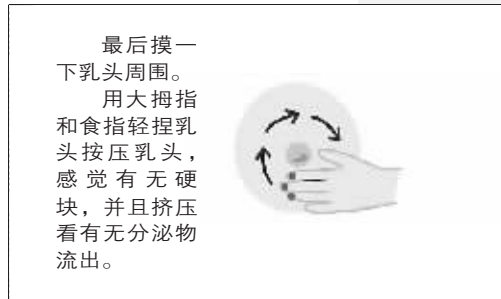 最后摸一
下乳头周围。
用大拇指
和食指轻捏乳
头按压乳头，
感觉有无硬
块，并且挤压
看有无分泌物
流出。